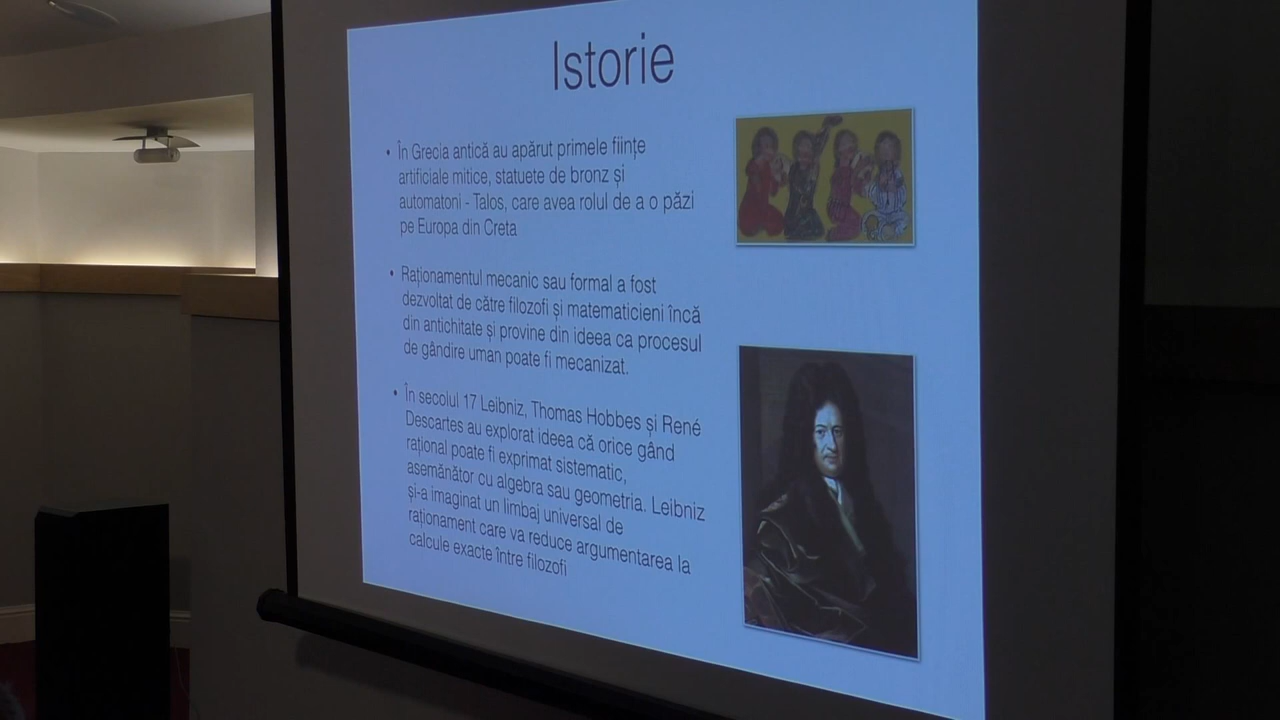 Istorie
• În Grecia antică au apărut primele ființe
artificiale mitice, statuete de bronz și
automatoni - Talos, care avea rolul de a o păzi
pe Europa din Creta
• Raționamentul mecanic sau formal a fost
dezvoltat de către filozofi și matematicieni încă
din antichitate și provine din ideea ca procesul
de gândire uman poate fi mecanizat.
• În secolul 17 Leibniz, Thomas Hobbes și René
Descartes au explorat ideea că orice gând
rațional poate fi exprimat sistematic,
asemănător cu algebra sau geometria. Leibniz
și-a imaginat un limbaj universal de
raționament care va reduce argumentarea la
calcule exacte între filozofi